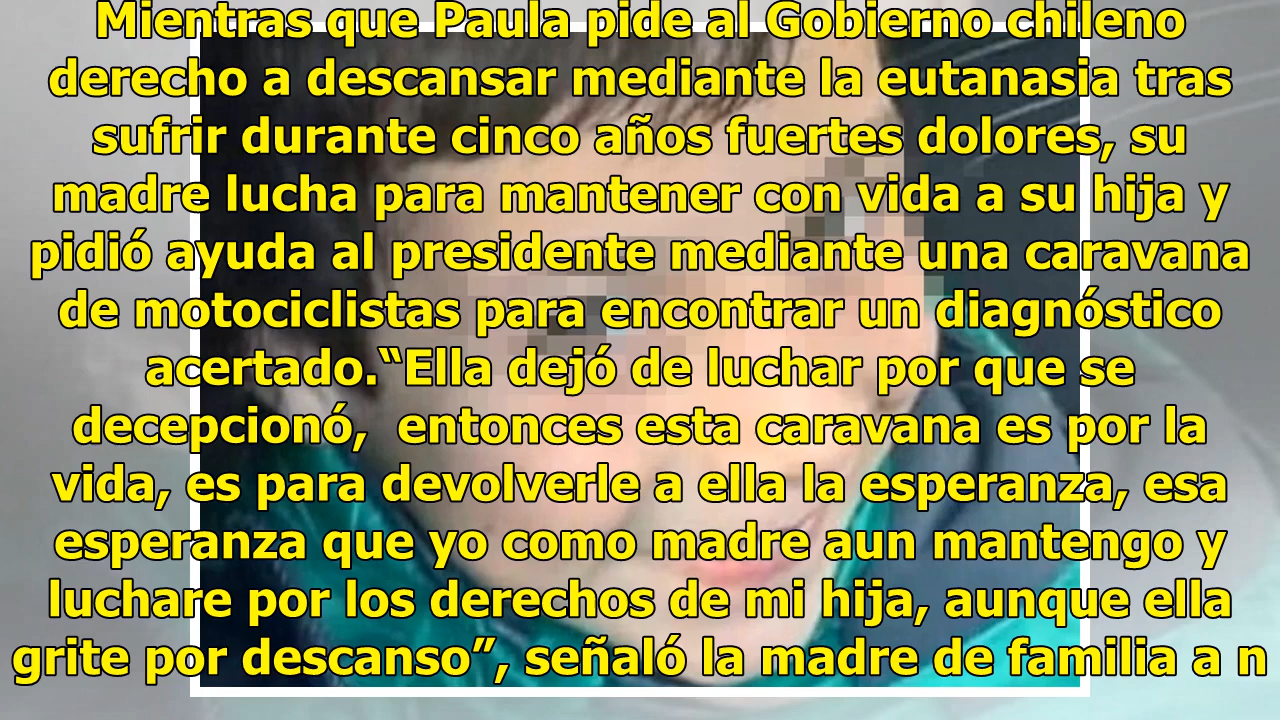 Mientras que Paula pide al Gobierno chileno
derecho a descansar mediante la eutanasia tras
sufrir durante cinco años fuertes dolores, su
madre lucha para mantener con vida a su hija y
pidió ayuda al presidente mediante una caravana
de motociclistas para encontrar un diagnóstico
acertado.“Ella dejó de luchar por que se
decepcionó,  entonces esta caravana es por la
vida, es para devolverle a ella la esperanza, esa
esperanza que yo como madre aun mantengo y
luchare por los derechos de mi hija, aunque ella
grite por descanso”, señaló la madre de familia a n